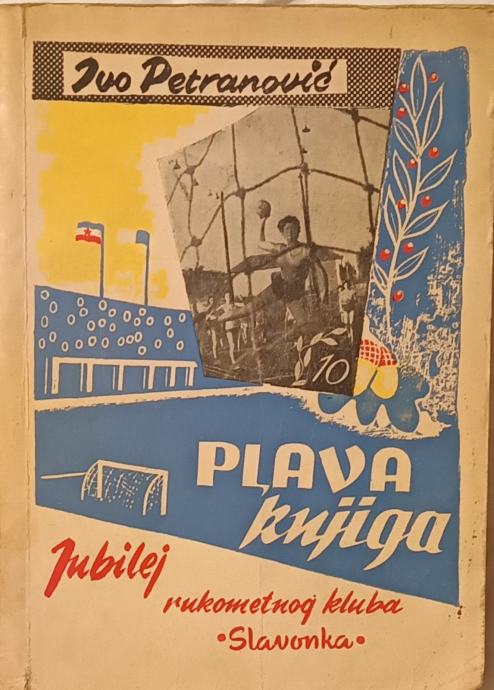 Ivo Petranović
10
PLAVA
knjiga
Jubilej
rukometnog kluba
•Slavonka•